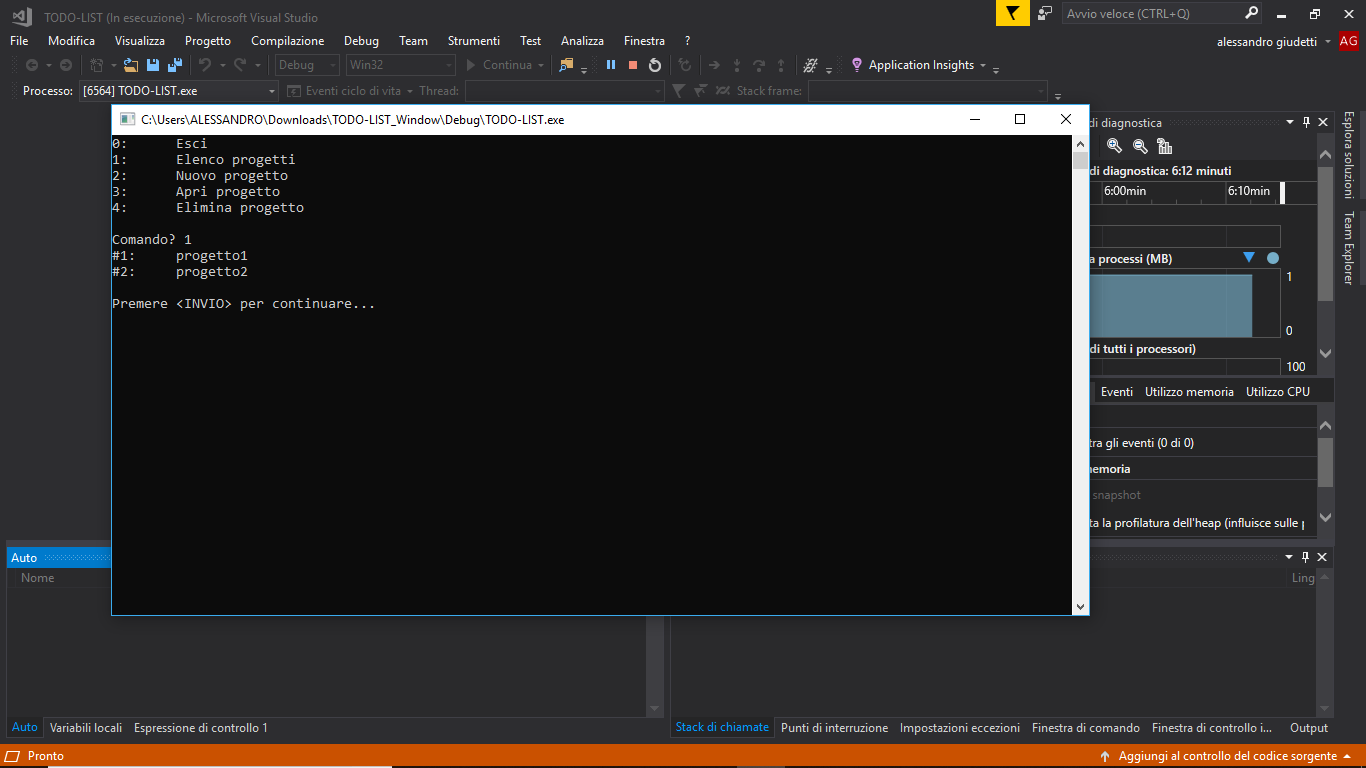 TODO-LIST (In esecuzione) - Microsoft Visual Studio
Avvio veloce (CTRL+Q)
File Modifica Visualizza Progetto Compilazione Debug Team Strumenti Test Analizza Finestra ?
alessandro giudetti AG
Debug Win32 Continua Application Insights
Processo: [6564] TODO-LIST.exe Eventi ciclo di vita Thread: Stack frame:
C:\Users\ALESSANDRO\Downloads\TODO-LIST_Window\Debug\TODO-LIST.exe
0: Esci
1: Elenco progetti
2: Nuovo progetto
3: Apri progetto
4: Elimina progetto
Comando? 1
#1: progetto1
#2: progetto2
Premere <INVIO> per continuare...
di diagnostica
di diagnostica: 6:12 minuti
6:00min 6:10min
a processi (MB)
1
0
di tutti i processori)
100
Eventi Utilizzo memoria Utilizzo CPU
tra gli eventi (0 di 0)
nemoria
snapshot
ta la profilatura dell'heap (influisce sulle p
Esplora soluzioni
Team Explorer
Auto
Nome
Ling
Auto Variabili locali Espressione di controllo 1
Stack di chiamate Punti di interruzione Impostazioni eccezioni Finestra di comando Finestra di controllo i... Output
Pronto
Aggiungi al controllo del codice sorgente